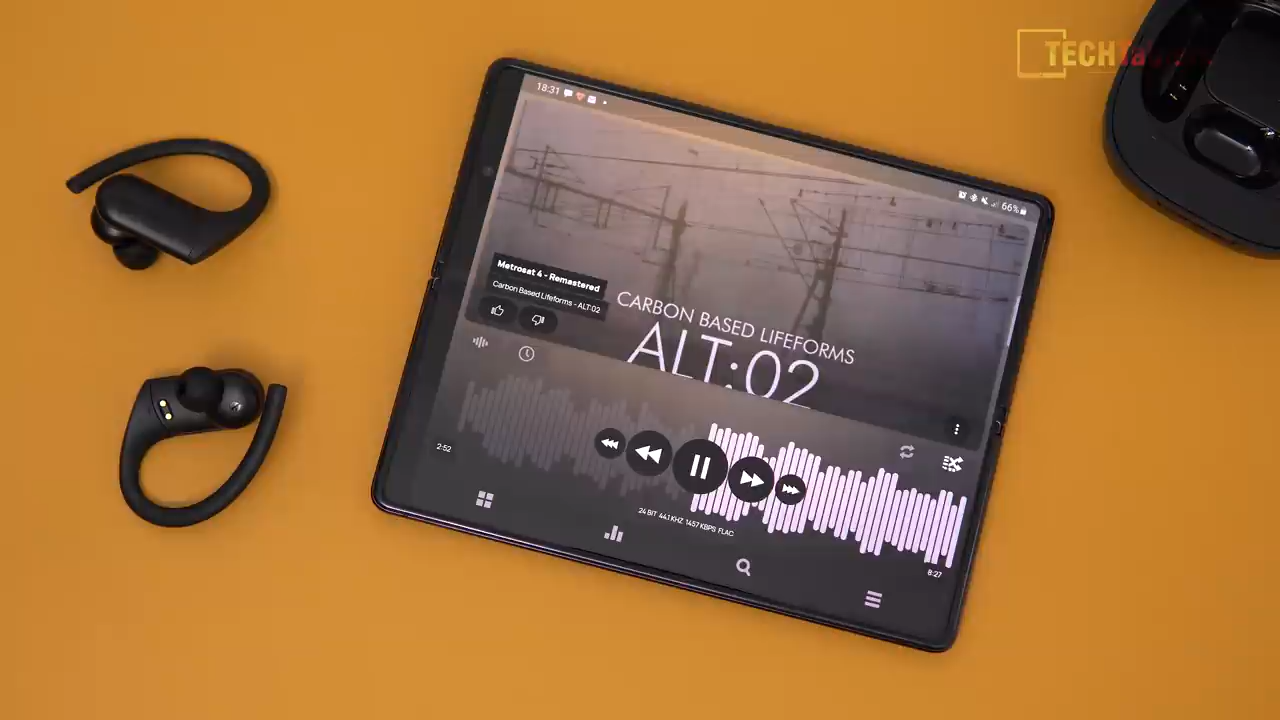 TECH
18:31
66%
Metrosat 4 - Remastered
Carbon Based Lifeforms - ALT:02
CARBON BASED LIFEFORMS
ALT:02
2:52
24 BIT 44.1 KHZ 1457 KBPS FLAC
8:27